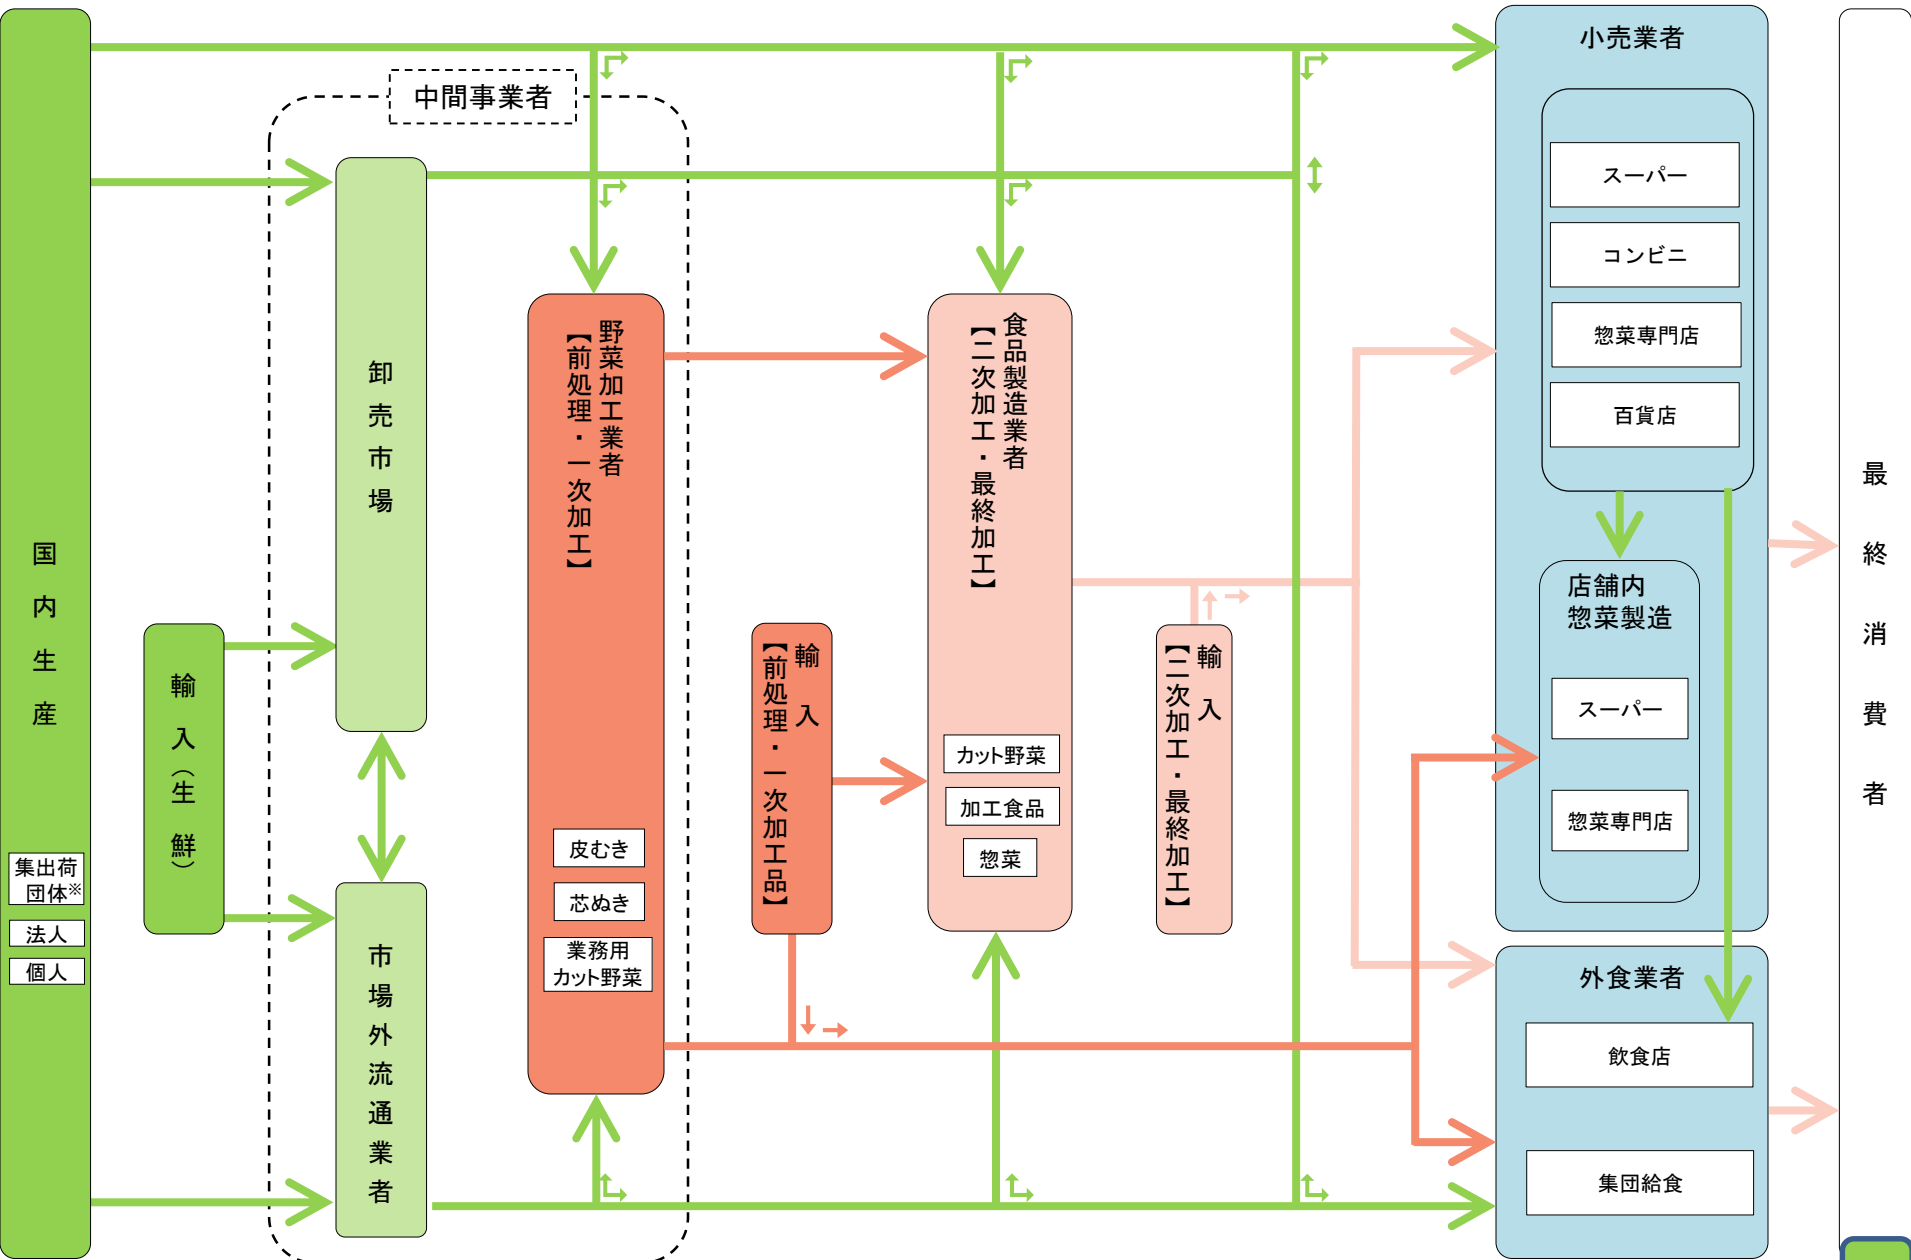 国内生産
集出荷
団体※
法人
個人
輸入（生鮮）
中間事業者
卸売市場
市場外流通業者
野菜加工業者
【前処理・一次加工】
皮むき
芯ぬき
業務用
カット野菜
輸入
【前処理・一次加工品】
食品製造業者
【二次加工・最終加工】
カット野菜
加工食品
惣菜
輸入
【二次加工・最終加工】
小売業者
スーパー
コンビニ
惣菜専門店
百貨店
店舗内
惣菜製造
スーパー
惣菜専門店
外食業者
飲食店
集団給食
最終消費者